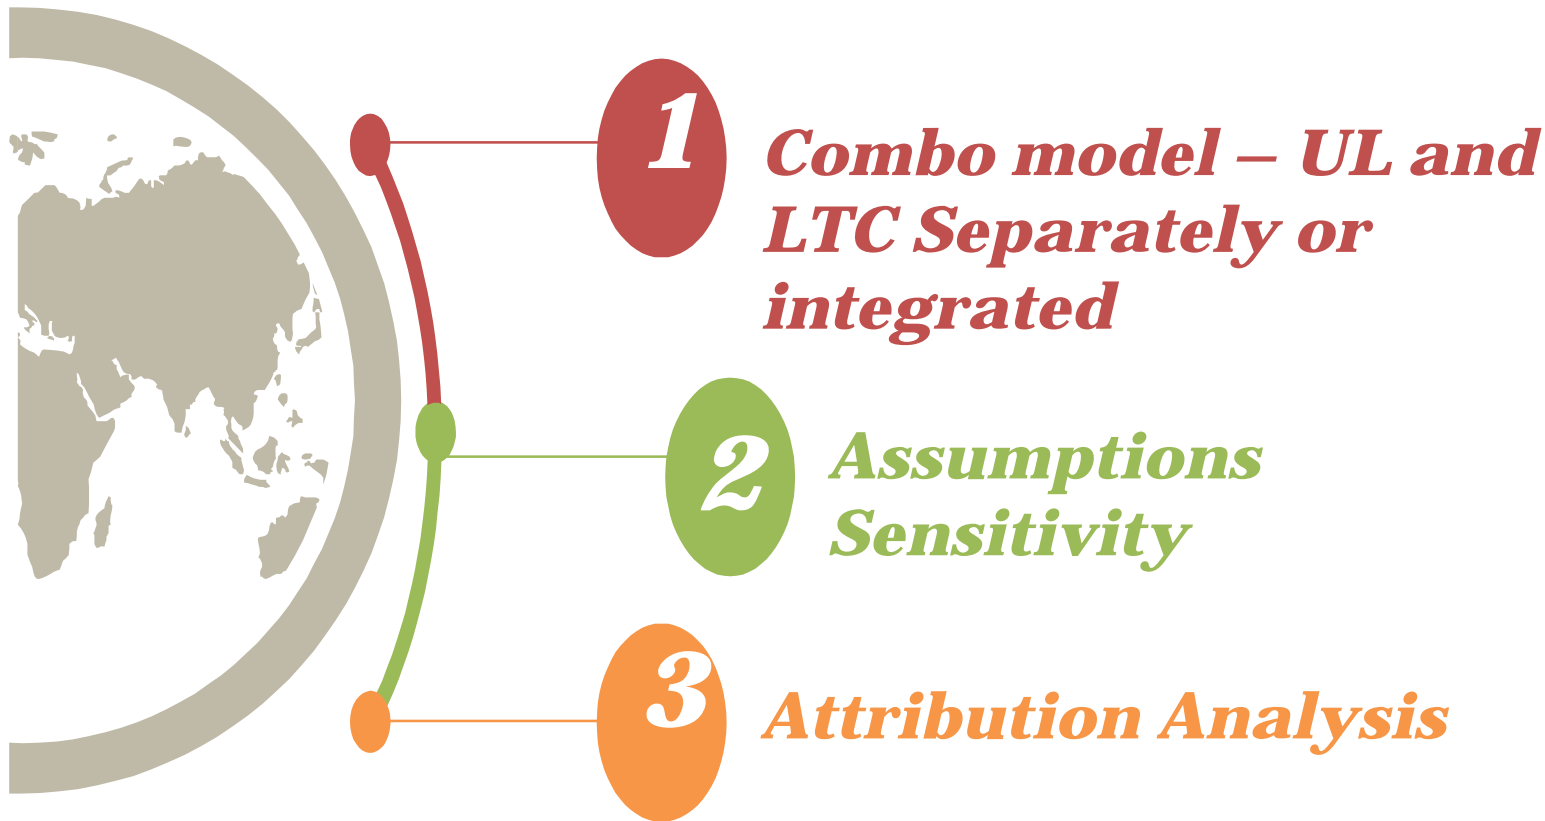 1
Combo model – UL and
LTC Separately or
integrated
2
Assumptions
Sensitivity
3
Attribution Analysis